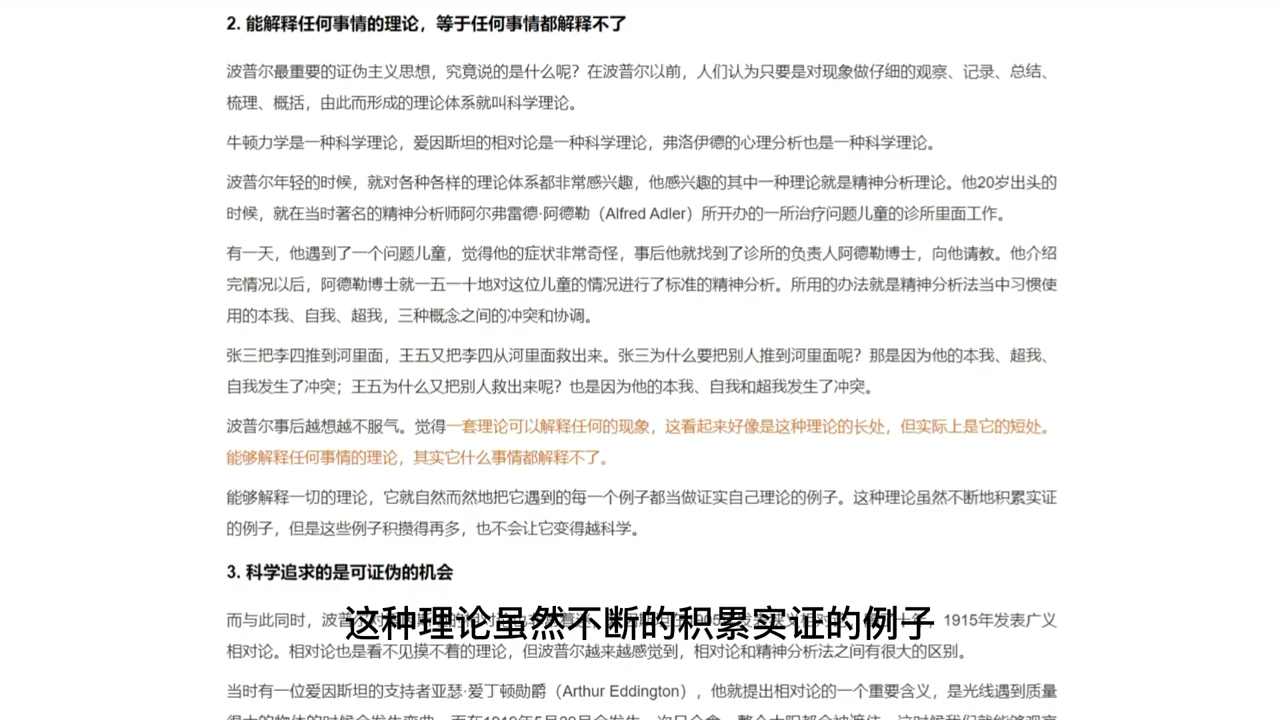 2. 能解释任何事情的理论，等于任何事情都解释不了
波普尔最重要的证伪主义思想，究竟说的是什么呢？在波普尔以前，人们认为只要是对现象做仔细的观察、记录、总结、
梳理、概括，由此而形成的理论体系就叫科学理论。
牛顿力学是一种科学理论，爱因斯坦的相对论是一种科学理论，弗洛伊德的心理分析也是一种科学理论。
波普尔年轻的时候，就对各种各样的理论体系都非常感兴趣，他感兴趣的其中一种理论就是精神分析理论。他20岁出头的
时候，就在当时著名的精神分析师阿尔弗雷德·阿德勒（Alfred Adler）所开办的一所治疗问题儿童的诊所里面工作。
有一天，他遇到了一个问题儿童，觉得他的症状非常奇怪，事后他就找到了诊所的负责人阿德勒博士，向他请教。他介绍
完情况以后，阿德勒博士就一五一十地对这位儿童的情况进行了标准的精神分析。所用的办法就是精神分析法当中习惯使
用的本我、自我、超我，三种概念之间的冲突和协调。
张三把李四推到河里面，王五又把李四从河里面救出来。张三为什么要把别人推到河里面呢？那是因为他的本我、超我、
自我发生了冲突；王五为什么又把别人救出来呢？也是因为他的本我、自我和超我发生了冲突。
波普尔事后越想越不服气。觉得一套理论可以解释任何的现象，这看起来好像是这种理论的长处，但实际上是它的短处。
能够解释任何事情的理论，其实它什么事情都解释不了。
能够解释一切的理论，它就自然而然地把它遇到的每一个例子都当做证实自己理论的例子。这种理论虽然不断地积累实证
的例子，但是这些例子积攒得再多，也不会让它变得越科学。
3. 科学追求的是可证伪的机会
而与此同时，波普 1915年发表广义
这种理论虽然不断的积累实证的例子
相对论。相对论也是看不见摸不着的理论，但波普尔越来越感觉到，相对论和精神分析法之间有很大的区别。
当时有一位爱因斯坦的支持者亚瑟·爱丁顿勋爵（Arthur Eddington），他就提出相对论的一个重要含义，是光线遇到质量